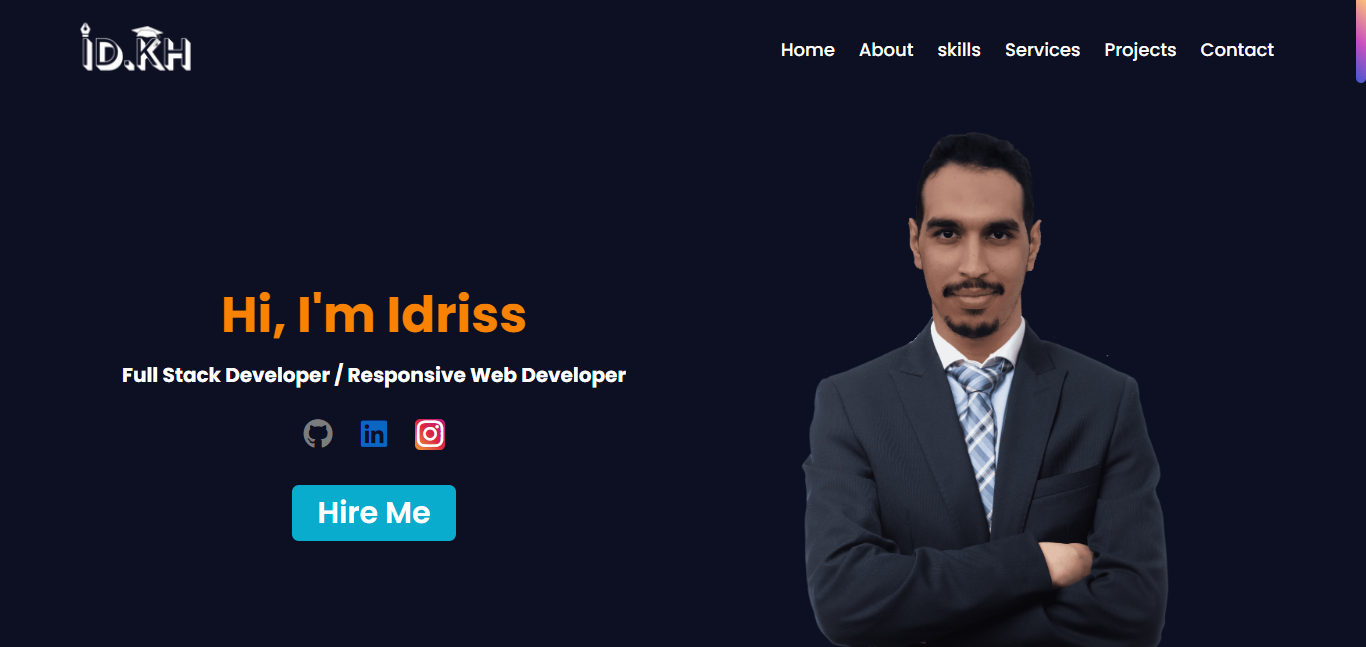 iD.KH
Home About skills Services Projects Contact
Hi, I'm Idriss
Full Stack Developer / Responsive Web Developer
in
Hire Me